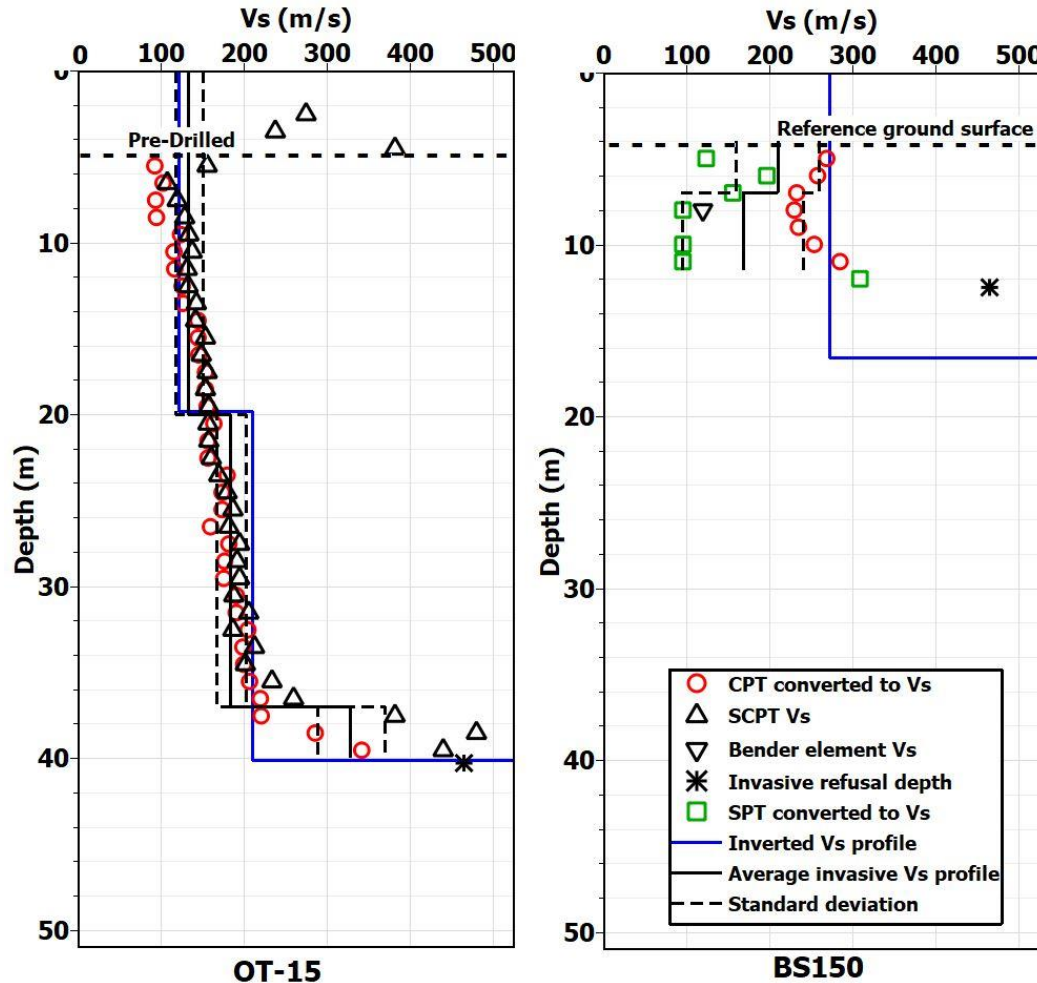 Vs (m/s)
0 100 200 300 400 500
0
Pre-Drilled
10
20
30
40
50
Depth (m)
OT-15
Vs (m/s)
0 100 200 300 400 500
0
Reference ground surface
10
20
30
40
50
Depth (m)
CPT converted to Vs
SCPT Vs
Bender element Vs
Invasive refusal depth
SPT converted to Vs
Inverted Vs profile
Average invasive Vs profile
Standard deviation
BS150